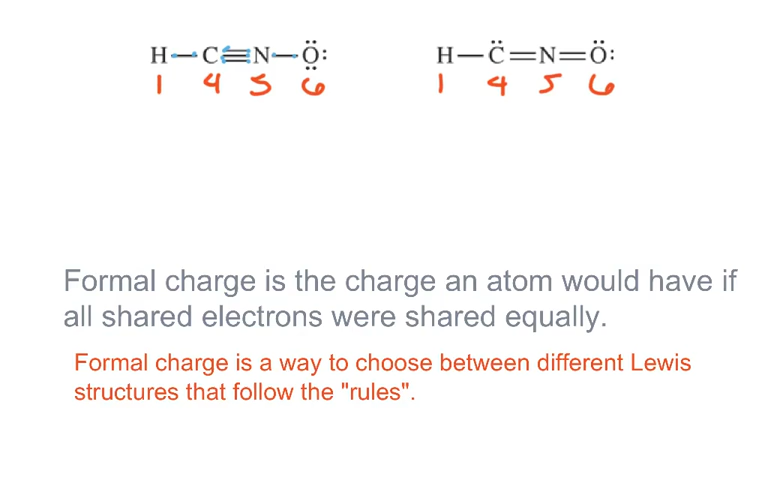 H—C≡N—Ö: H—C̈=N=Ö:
1 4 5 6 1 4 5 6
Formal charge is the charge an atom would have if
all shared electrons were shared equally.
Formal charge is a way to choose between different Lewis
structures that follow the "rules".